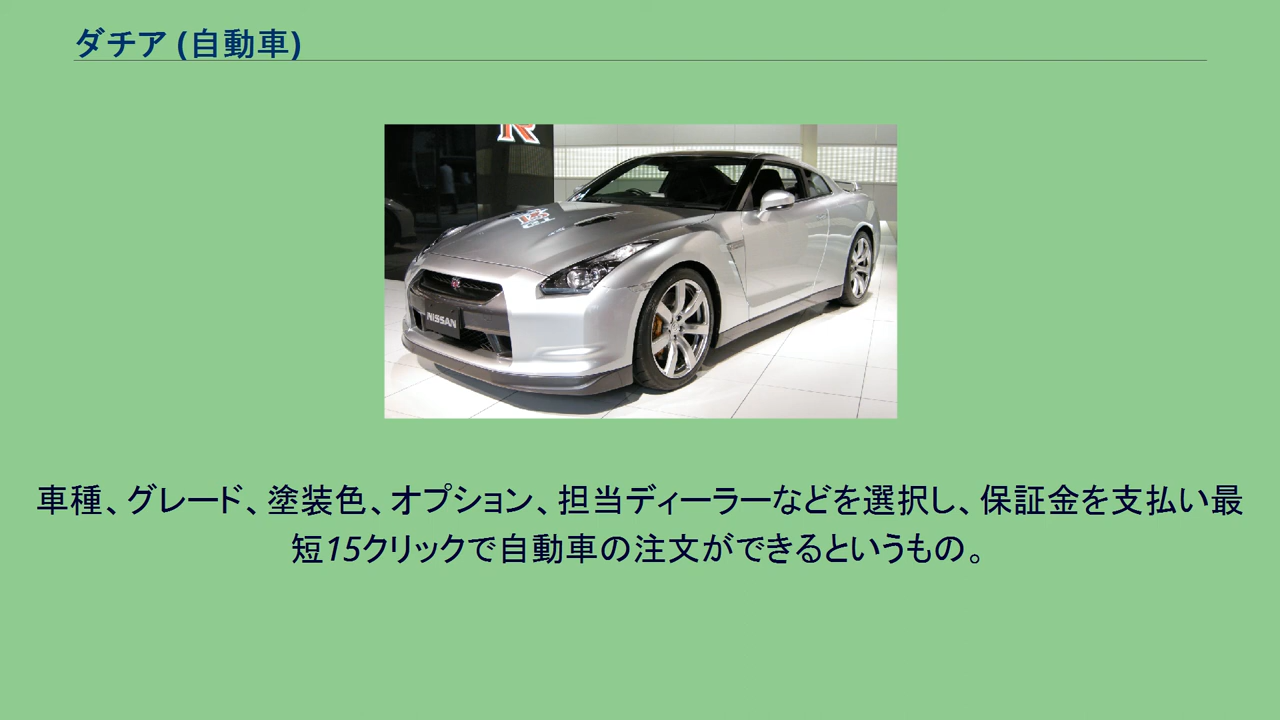 ダチア (自動車)
R
NISSAN
車種、グレード、塗装色、オプション、担当ディーラーなどを選択し、保証金を支払い最
短15クリックで自動車の注文ができるというもの。